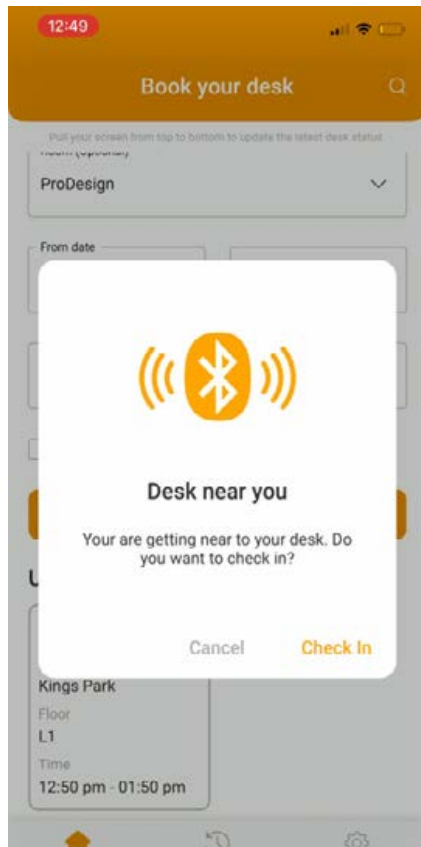 12:49
Book your desk
Pull your screen from top to bottom to update the latest desk status
Room (optional)
ProDesign
From date
Desk near you
Your are getting near to your desk. Do
you want to check in?
Cancel
Check In
U
Kings Park
Floor
L1
Time
12:50 pm - 01:50 pm